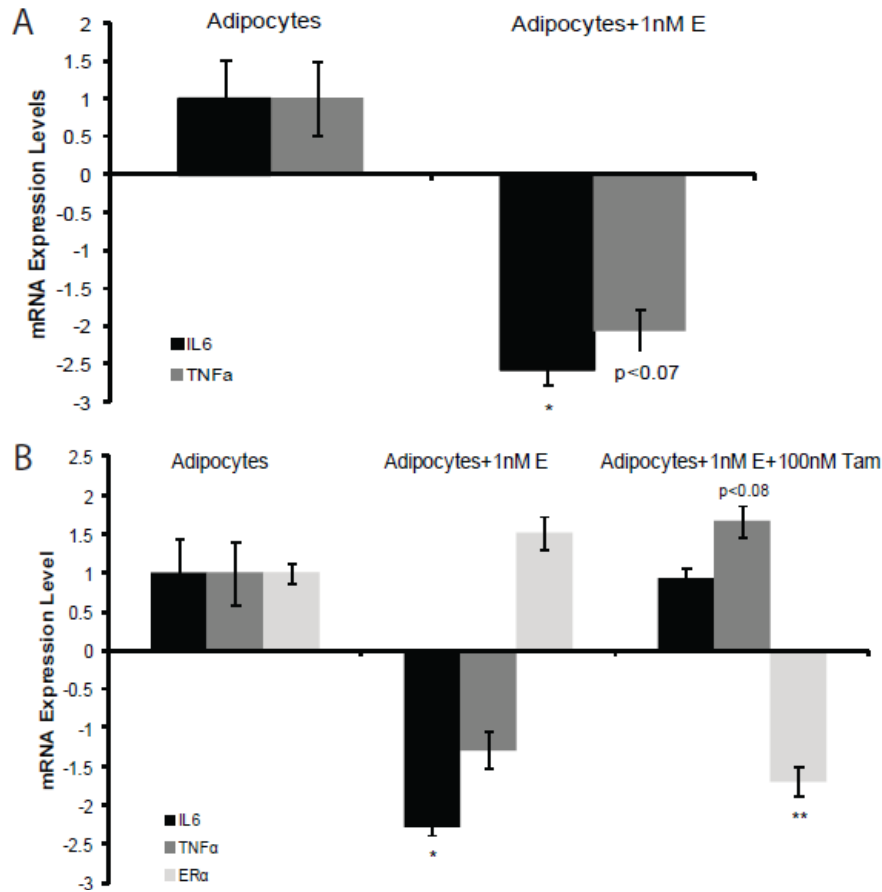 A
Adipocytes
Adipocytes+1nM E
mRNA Expression Levels
2
1.5
1
0.5
0
-0.5
-1
-1.5
-2
-2.5
-3
IL6
TNFa
*
p<0.07
B
Adipocytes
Adipocytes+1nM E
Adipocytes+1nM E+100nM Tam
mRNA Expression Level
2.5
2
1.5
1
0.5
0
-0.5
-1
-1.5
-2
-2.5
-3
p<0.08
IL6
TNFα
ERα
*
**